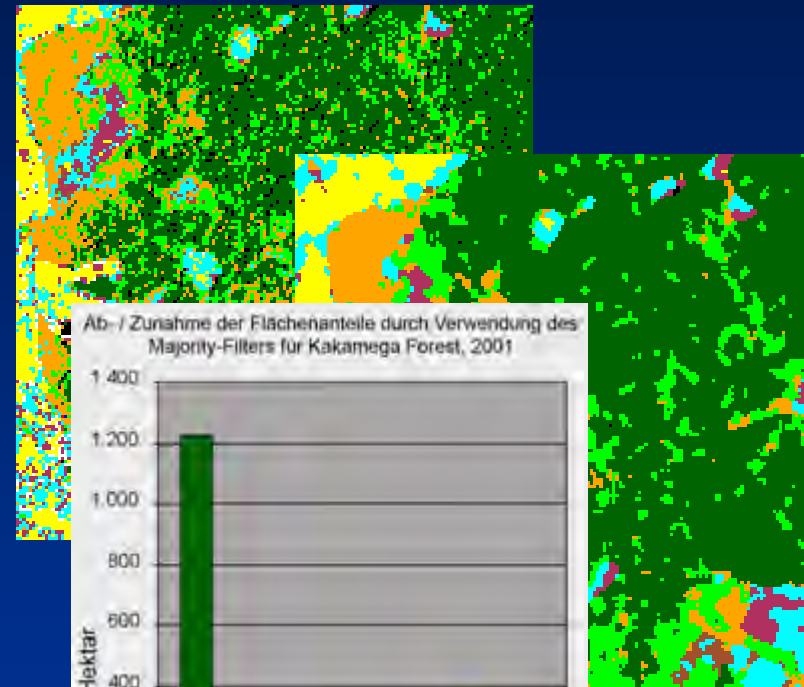 Ab- / Zunahme der Flächenanteile durch Verwendung des
Majority-Filters für Kakamega Forest, 2001
1 400
1.200
1.000
800
600
400
Hektar